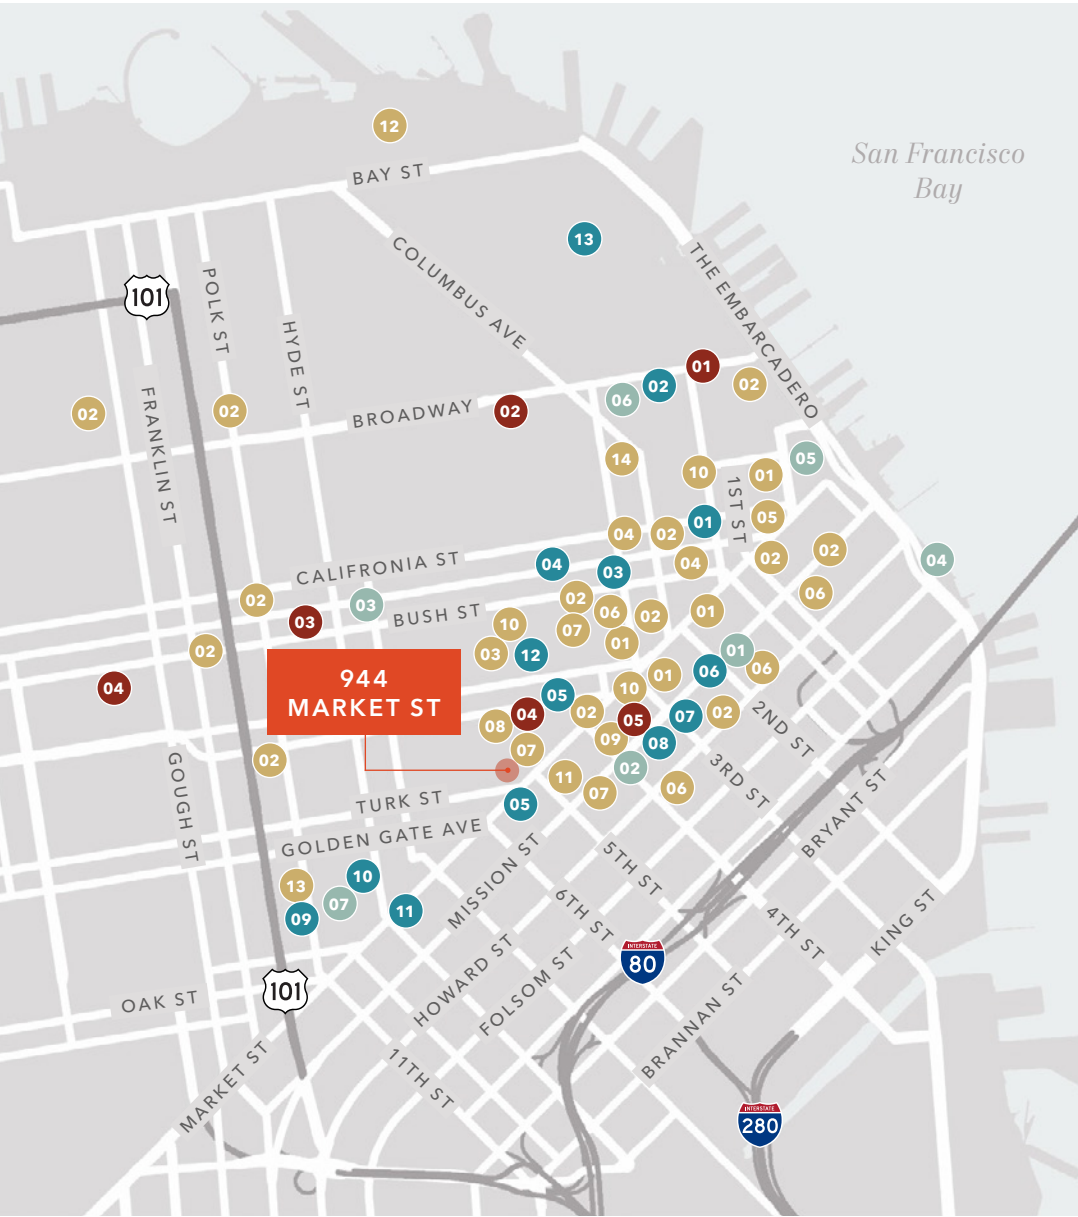 12
San Francisco
Bay
BAY ST
13
COLUMBUS AVE
THE EMBARCADERO
101
POLK ST
HYDE ST
01
02
02
06
02
02
FRANKLIN ST
BROADWAY
02
14
05
10
01
1ST ST
05
01
04
02
02
02
04
CALIFRONIA ST
04
03
04
06
02
03
02
BUSH ST
06
02
01
03
10
07
01
02
03
12
01
06
04
944
MARKET ST
05
10
01
06
08
04
02
05
07
02
2ND ST
07
09
08
02
02
11
07
06
3RD ST
GOUGH ST
TURK ST
05
BRYANT ST
GOLDEN GATE AVE
5TH ST
MISSION ST
13
10
07
09
11
6TH ST
4TH ST
KING ST
INTERSTATE
80
101
HOWARD ST
FOLSOM ST
OAK ST
BRANNAN ST
MARKET ST
11TH ST
INTERSTATE
280